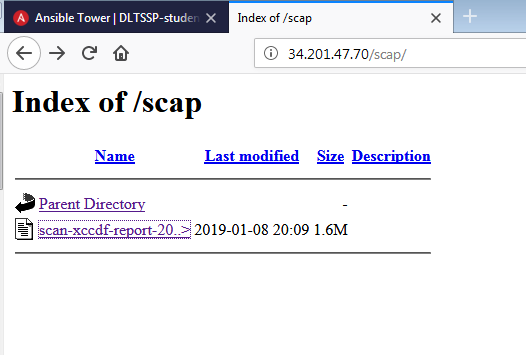 Ansible Tower | DLTSSP-studen
Index of /scap
34.201.47.70/scap/
Index of /scap
Name Last modified Size Description
Parent Directory -
scan-xccdf-report-20..> 2019-01-08 20:09 1.6M